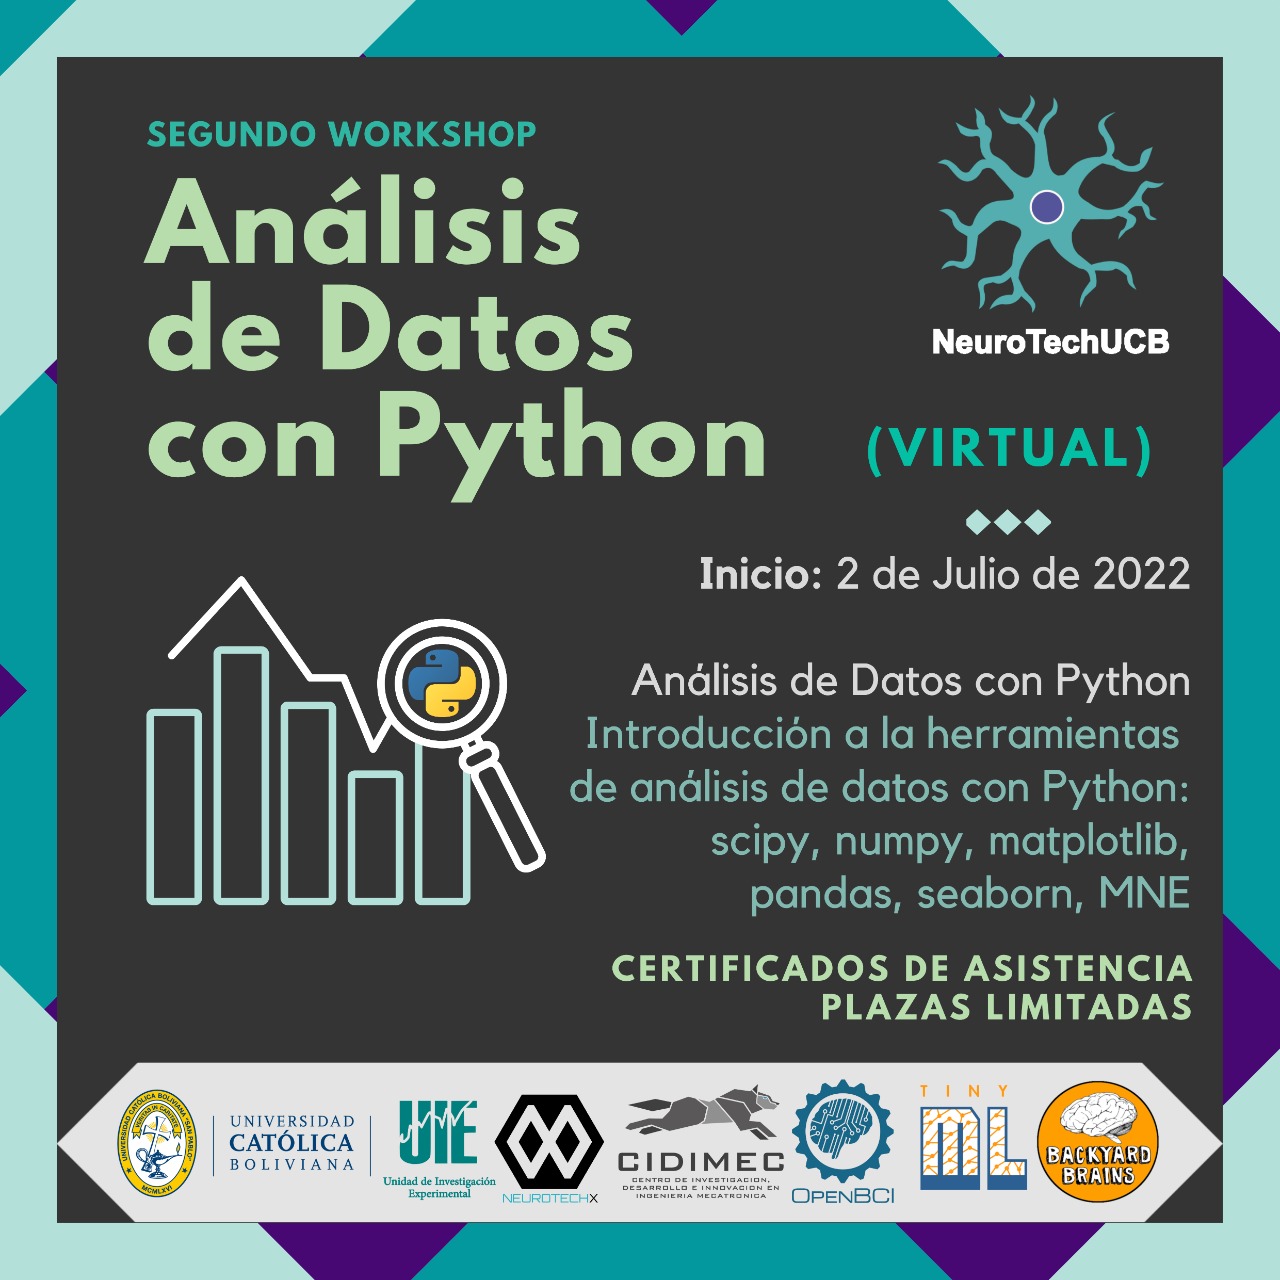 SEGUNDO WORKSHOP
Análisis
de Datos
con Python
NeuroTechUCB
(VIRTUAL)
Inicio: 2 de Julio de 2022
Análisis de Datos con Python
Introducción a la herramientas
de análisis de datos con Python:
scipy, numpy, matplotlib,
pandas, seaborn, MNE
CERTIFICADOS DE ASISTENCIA
PLAZAS LIMITADAS
UNIVERSIDAD CATÓLICA BOLIVIANA "SAN PABLO"
MCMLXVI
UNIVERSIDAD
CATÓLICA
BOLIVIANA
UIE
Unidad de Investigación
Experimental
NEUROTECHX
CIDIMEC
CENTRO DE INVESTIGACION,
DESARROLLO E INNOVACION EN
INGENIERIA MECATRONICA
OPENBCI
TINY
ML
BACKYARD
BRAINS